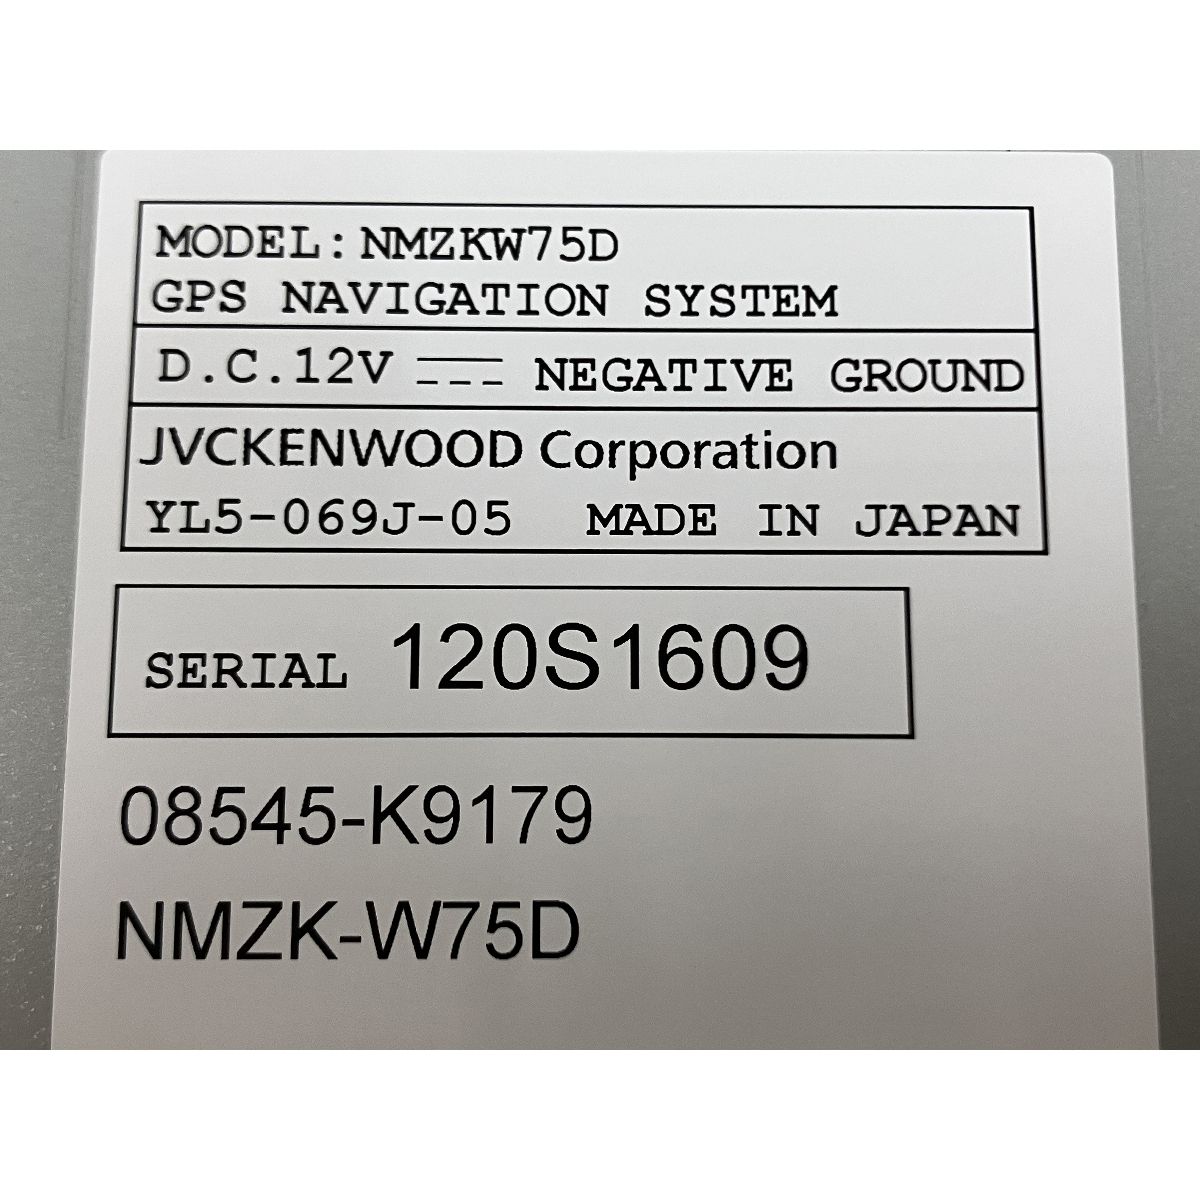 MODEL:NMZKW75D
GPS NAVIGATION SYSTEM
D.C.12V ⎓ NEGATIVE GROUND
JVCKENWOOD Corporation
YL5-069J-05 MADE IN JAPAN
SERIAL 120S1609
08545-K9179
NMZK-W75D